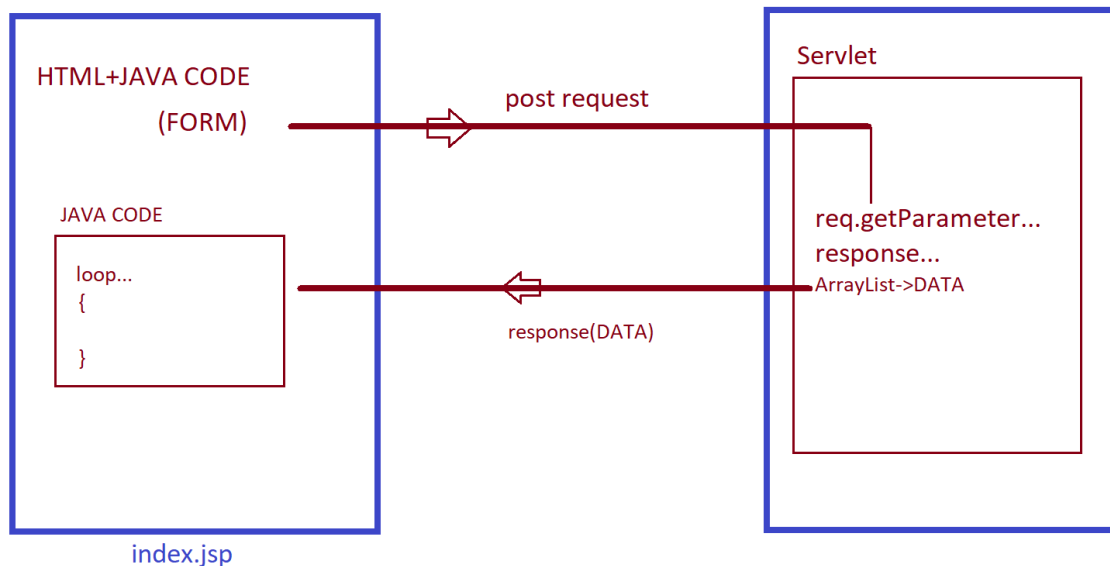 HTML+JAVA CODE
(FORM)
JAVA CODE
loop...
{
}
index.jsp
post request
response(DATA)
Servlet
req.getParameter...
response...
ArrayList->DATA